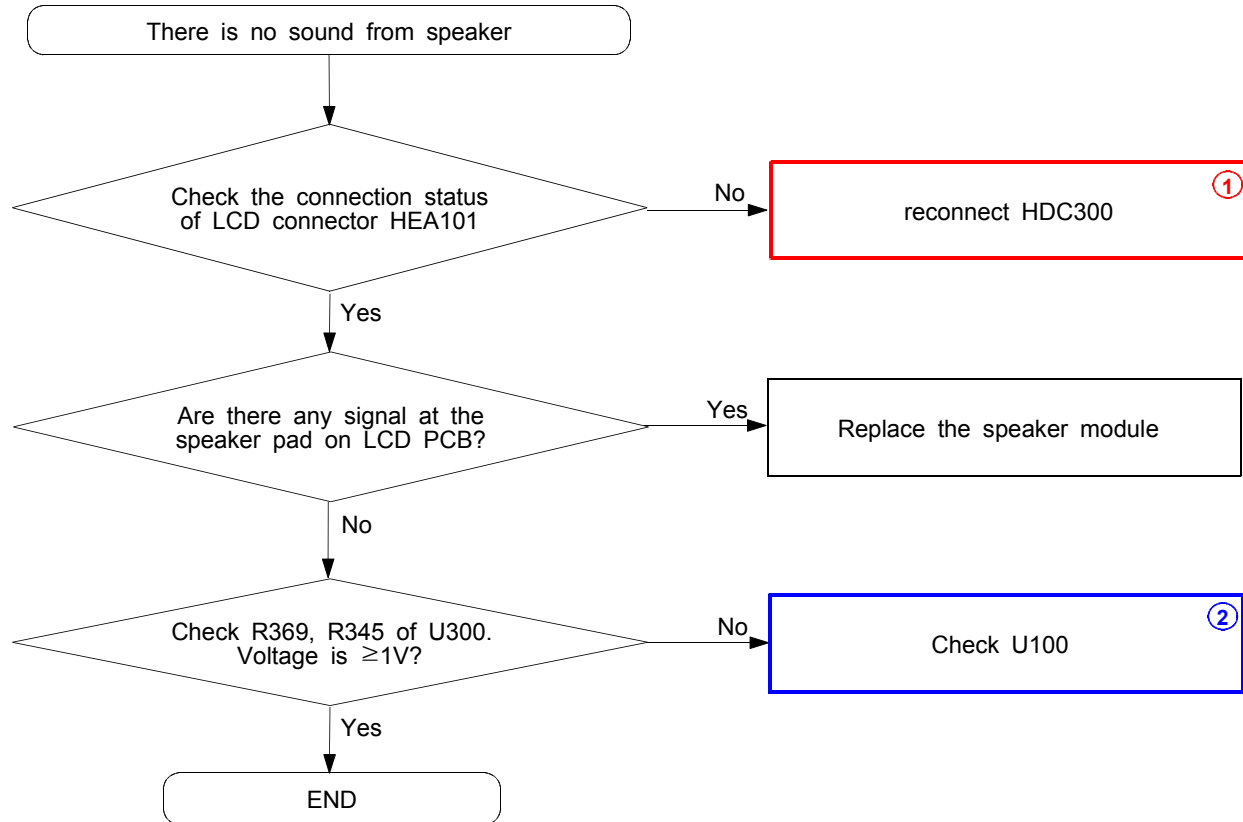 There is no sound from speaker
Check the connection status
of LCD connector HEA101
No
1
reconnect HDC300
Yes
Are there any signal at the
speaker pad on LCD PCB?
Yes
Replace the speaker module
No
Check R369, R345 of U300.
Voltage is ≥1V?
No
2
Check U100
Yes
END